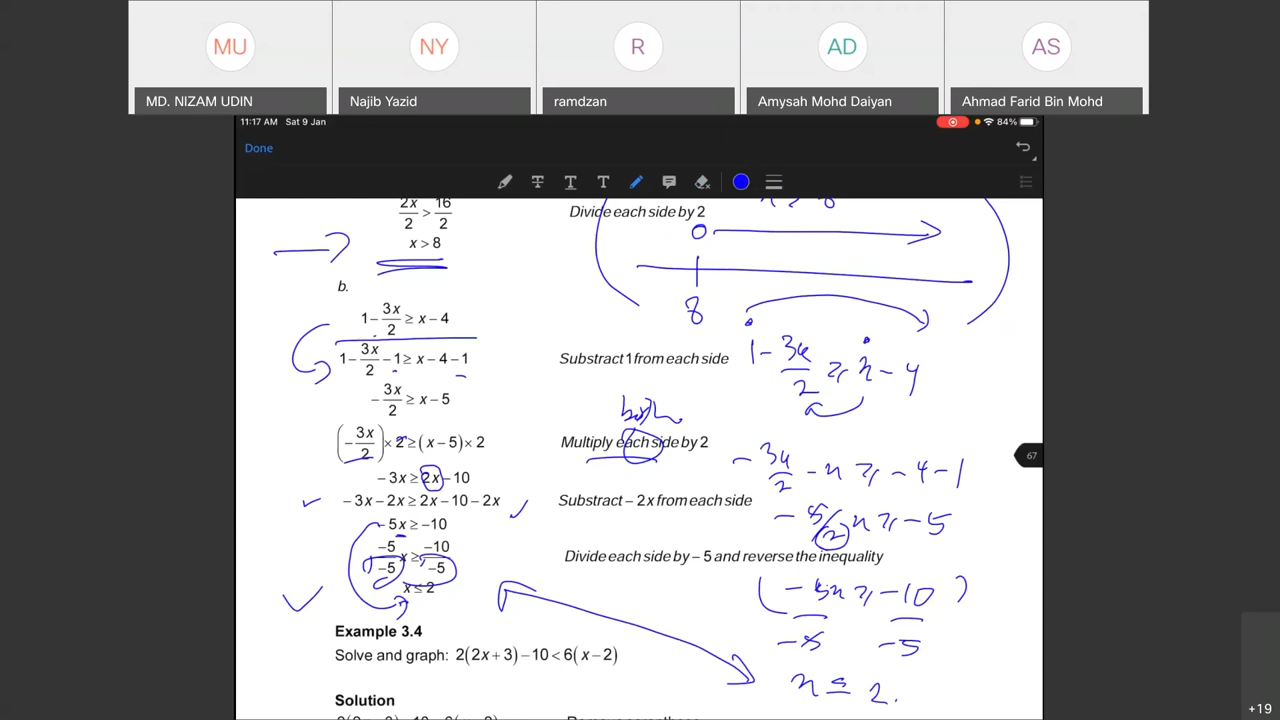 MU NY R AD AS
MD. NIZAM UDIN Najib Yazid ramdzan Amysah Mohd Daiyan Ahmad Farid Bin Mohd
11:17 AM Sat 9 Jan 84%
Done
2x/2 > 16/2 Divide each side by 2
x > 8
8
b.
1 - 3x/2 ≥ x - 4
1 - 3x/2 - 1 ≥ x - 4 - 1 Substract 1 from each side
1 - 3x/2 ≥ x - 4
- 3x/2 ≥ x - 5
both
(- 3x/2) × 2 ≥ (x - 5) × 2 Multiply each side by 2
- 3x/2 - x ≥ - 4 - 1
- 3x ≥ 2x - 10
- 3x - 2x ≥ 2x - 10 - 2x Substract - 2x from each side
- 5/2 x ≥ - 5
- 5x ≥ -10
-5/-5 x ≥ -10/-5 Divide each side by - 5 and reverse the inequality
x ≤ 2
(- 5x ≥ - 10)
- 5 - 5
x ≤ 2.
67
Example 3.4
Solve and graph: 2(2x + 3) - 10 < 6(x - 2)
Solution
+19